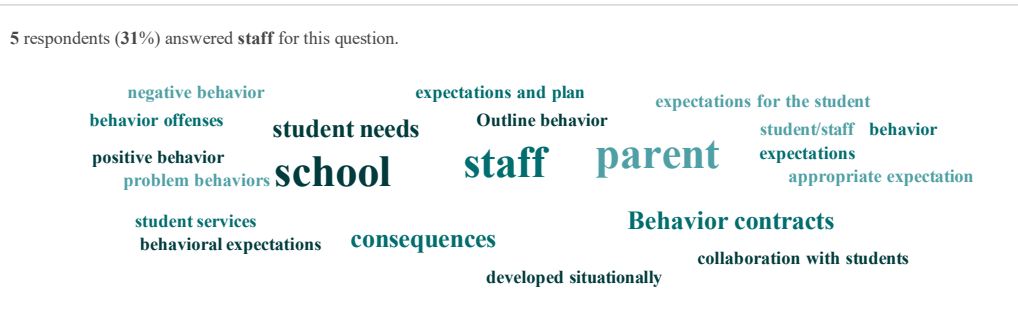 5 respondents (31%) answered staff for this question.
negative behavior
expectations and plan
expectations for the student
behavior offenses
student needs
Outline behavior
student/staff behavior
positive behavior
school
staff
parent
expectations
problem behaviors
appropriate expectation
student services
Behavior contracts
behavioral expectations
consequences
collaboration with students
developed situationally